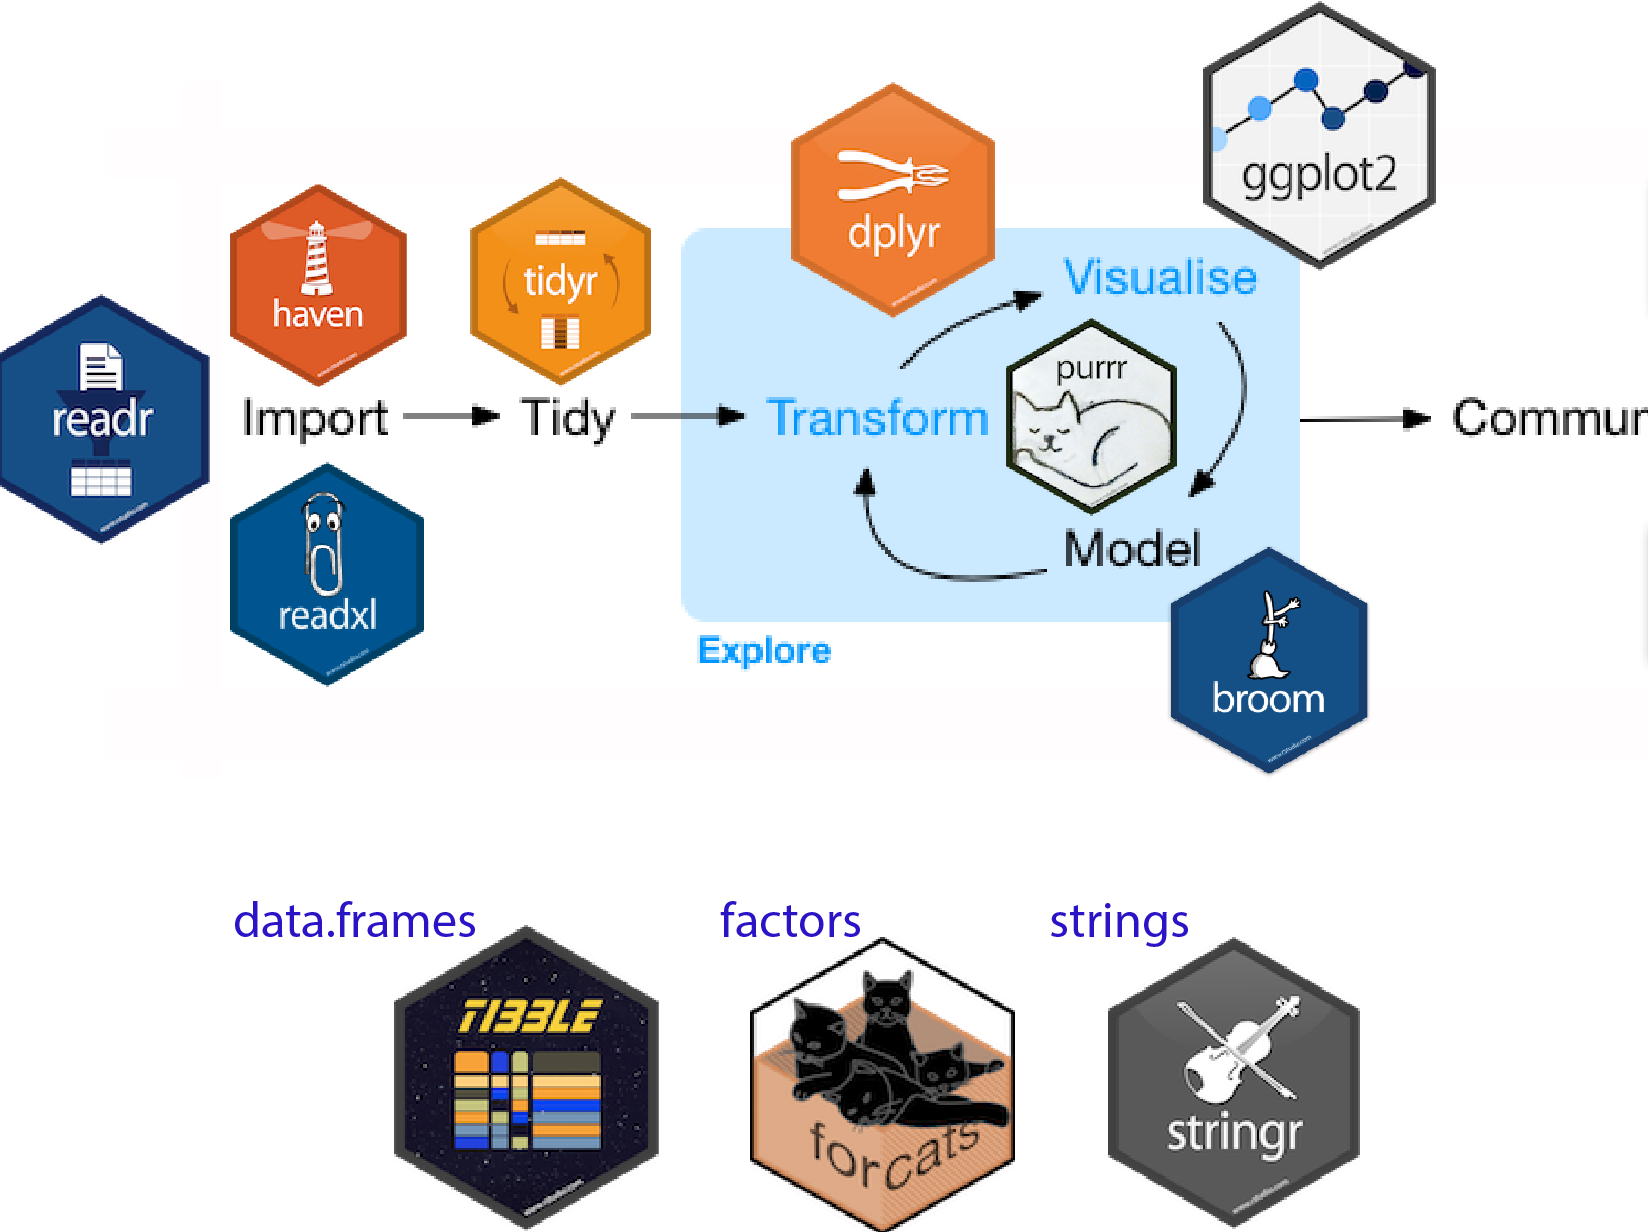 ggplot2
dplyr
haven
tidyr
Visualise
readr
purrr
Import
Tidy
Transform
Commun
Model
readxl
Explore
broom
data.frames
factors
strings
TIBBLE
forcats
stringr